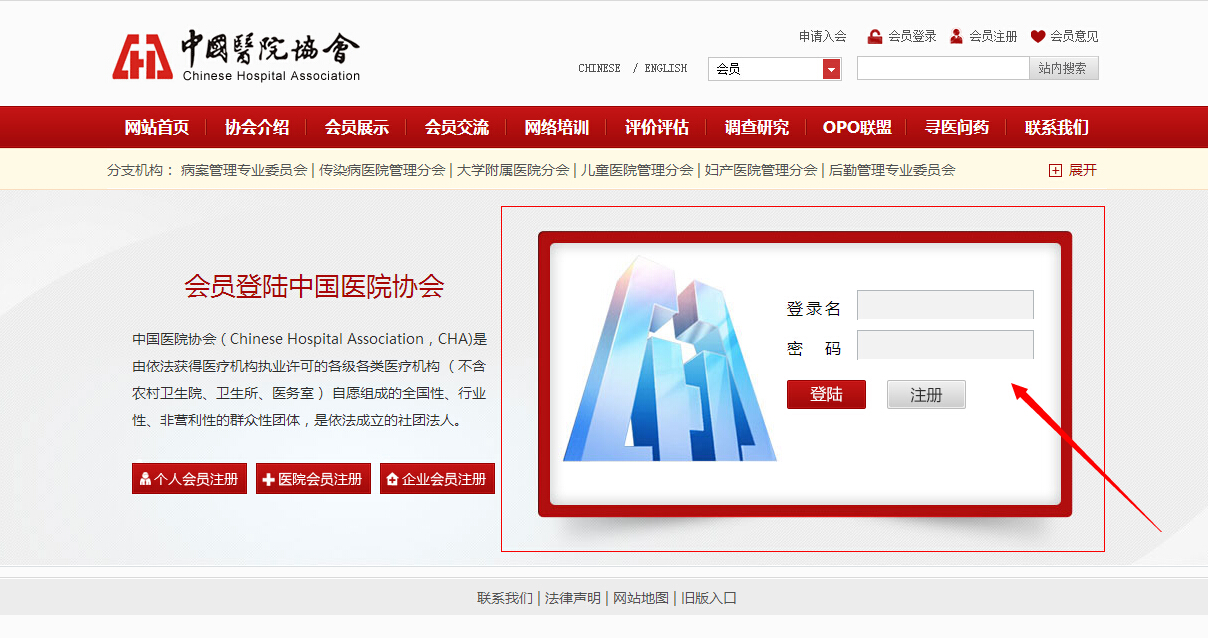 中國醫院協會
Chinese Hospital Association
申请入会 会员登录 会员注册 会员意见
CHINESE / ENGLISH 会员 站内搜索
网站首页 协会介绍 会员展示 会员交流 网络培训 评价评估 调查研究 OPO联盟 寻医问药 联系我们
分支机构： 病案管理专业委员会 | 传染病医院管理分会 | 大学附属医院分会 | 儿童医院管理分会 | 妇产医院管理分会 | 后勤管理专业委员会 展开
会员登陆中国医院协会
中国医院协会（Chinese Hospital Association，CHA)是
由依法获得医疗机构执业许可的各级各类医疗机构（不含
农村卫生院、卫生所、医务室）自愿组成的全国性、行业
性、非营利性的群众性团体，是依法成立的社团法人。
个人会员注册 医院会员注册 企业会员注册
登录名
密 码
登陆 注册
联系我们 | 法律声明 | 网站地图 | 旧版入口